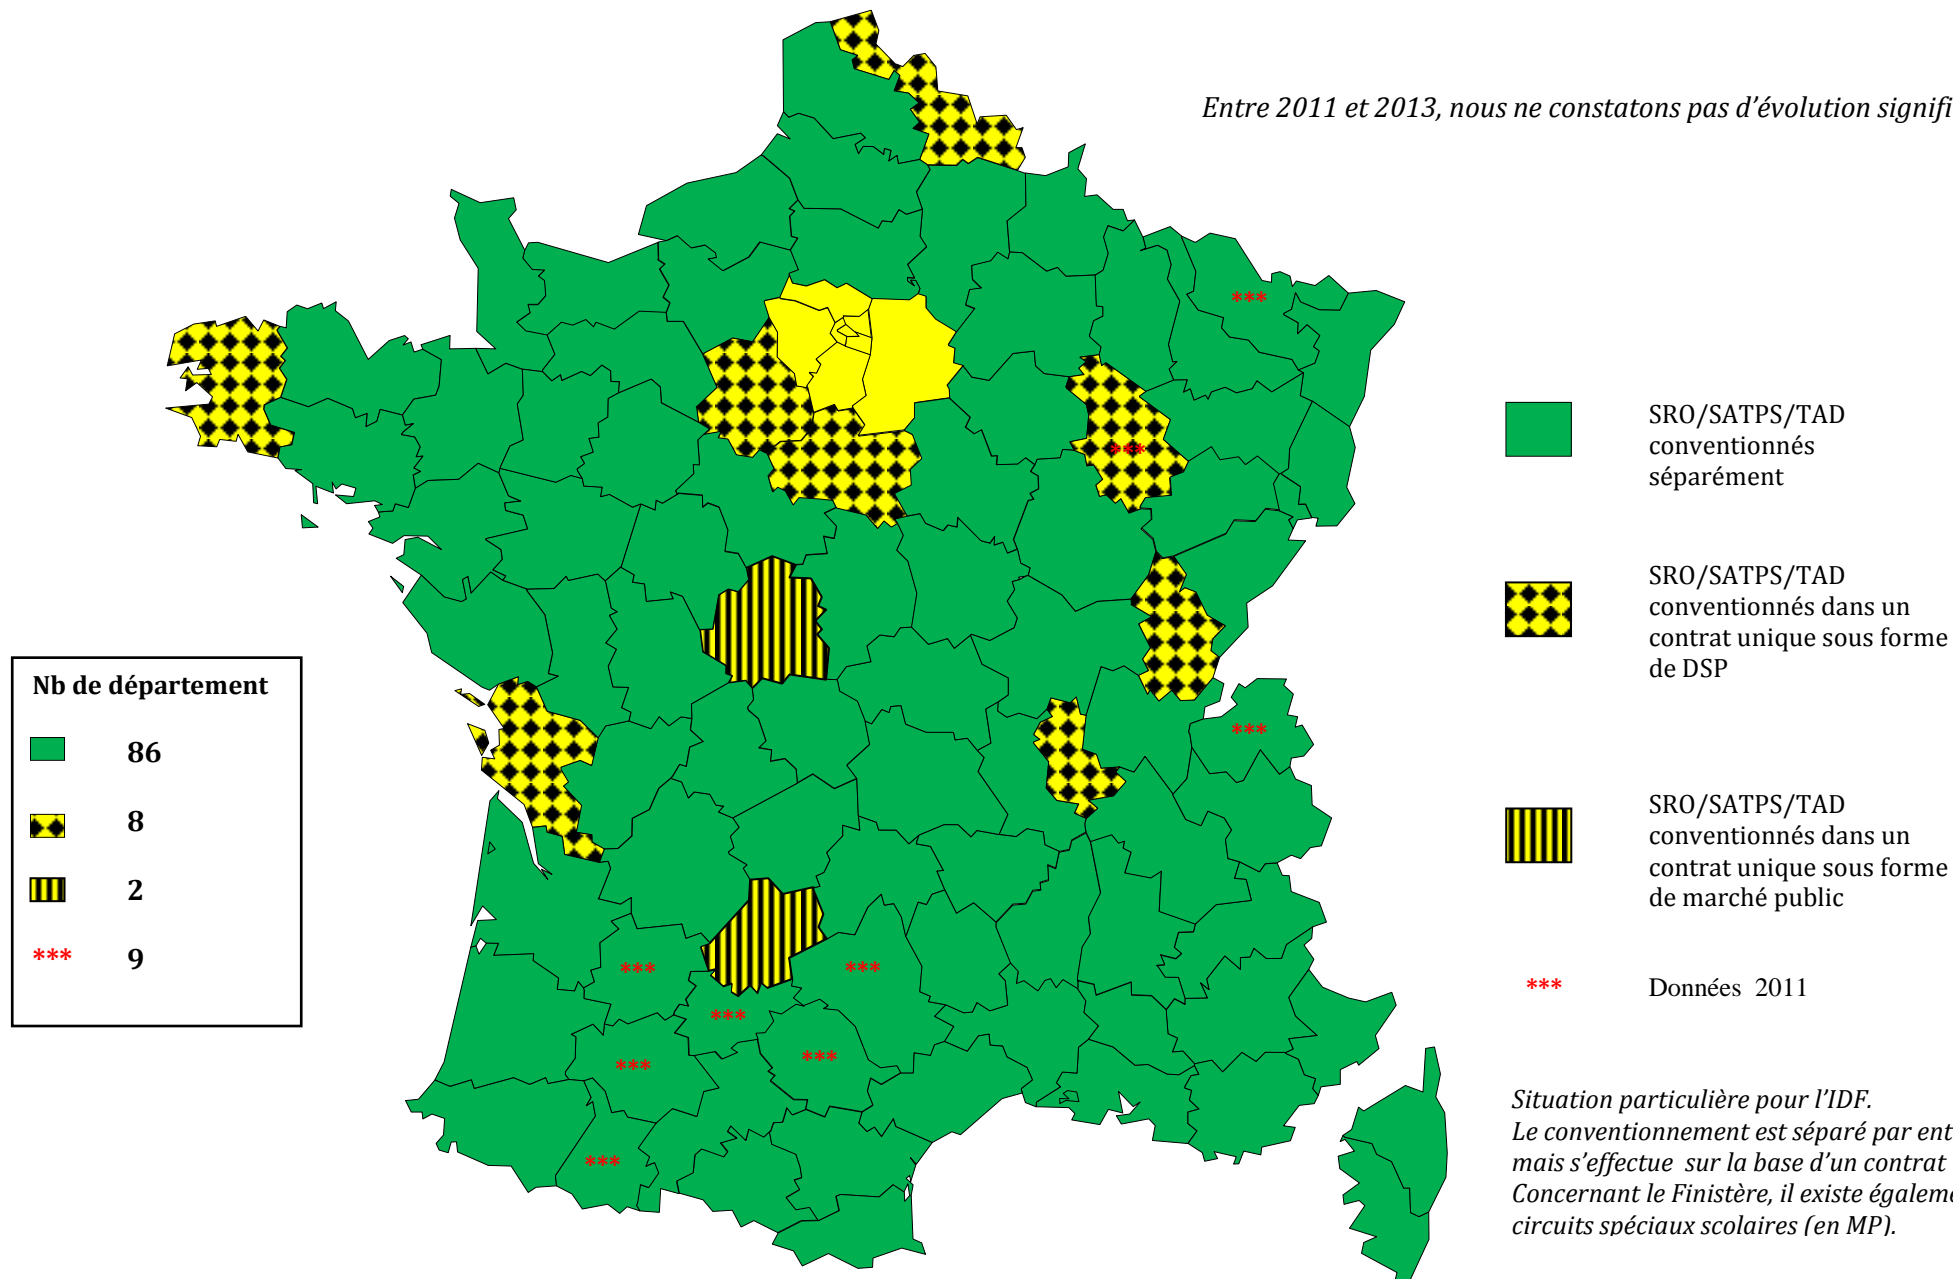 Entre 2011 et 2013, nous ne constatons pas d'évolution signifi
***
SRO/SATPS/TAD
conventionnés
séparément
***
SRO/SATPS/TAD
conventionnés dans un
contrat unique sous forme
de DSP
Nb de département
86
8
2
*** 9
***
SRO/SATPS/TAD
conventionnés dans un
contrat unique sous forme
de marché public
*** ***
*** Données 2011
***
***
***
***
Situation particulière pour l'IDF.
Le conventionnement est séparé par ent
mais s'effectue sur la base d'un contrat
Concernant le Finistère, il existe égaleme
circuits spéciaux scolaires (en MP).